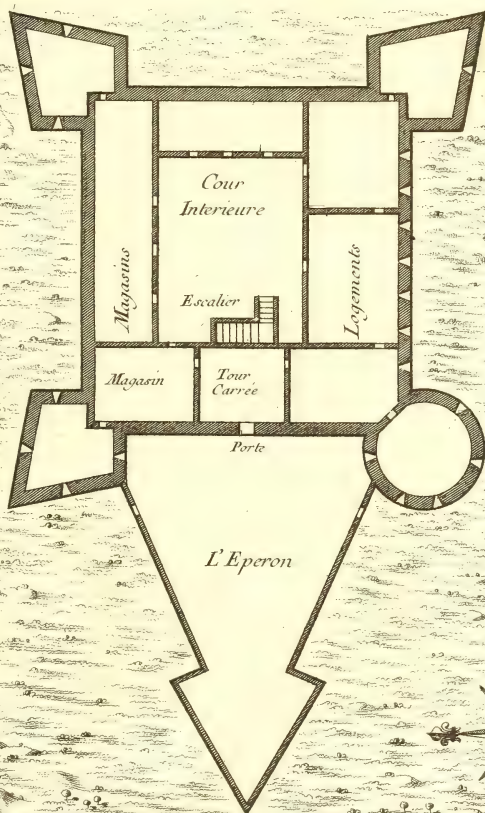 Cour
Interieure
Magasins
Escalier
Logements
Magasin
Tour
Carrée
Porte
L'Eperon